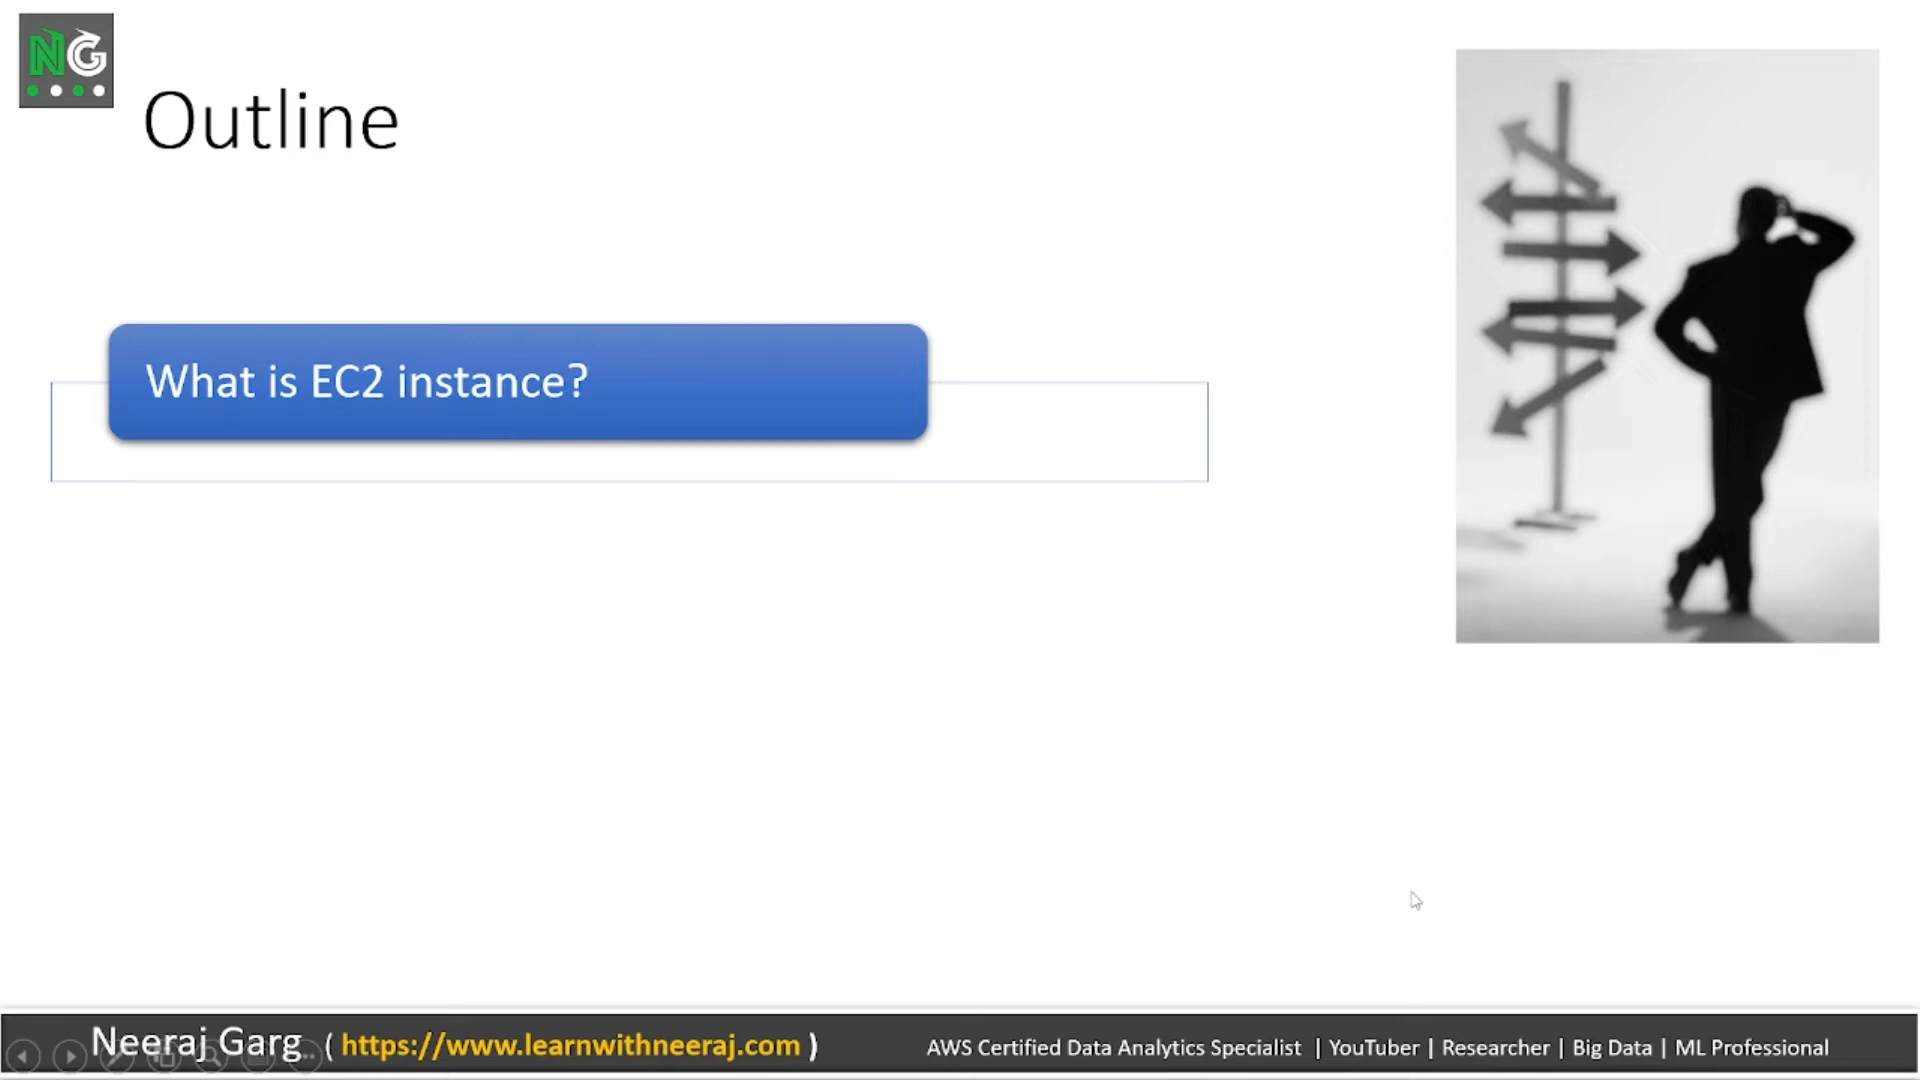 NG
Outline
What is EC2 instance?
Neeraj Garg ( https://www.learnwithneeraj.com )
AWS Certified Data Analytics Specialist | YouTuber | Researcher | Big Data | ML Professional